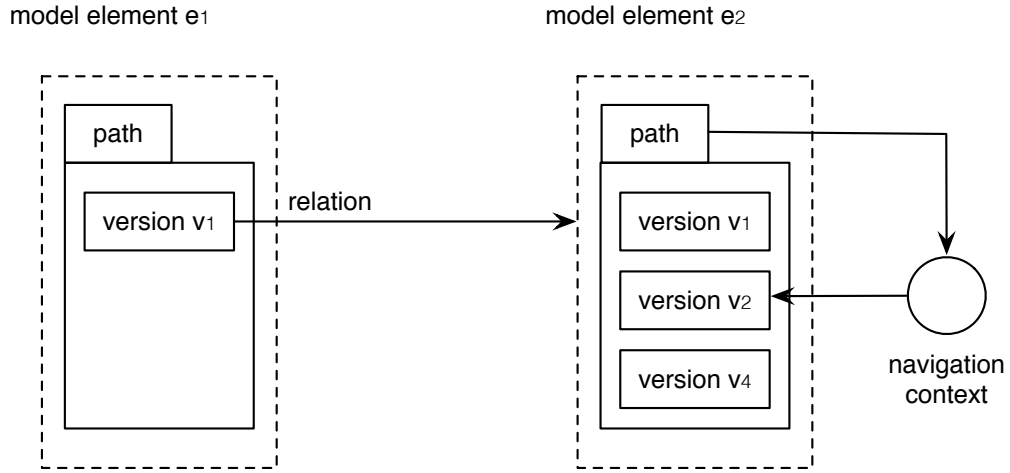 model element e1
model element e2
path
path
version v1
relation
version v1
version v2
version v4
navigation
context